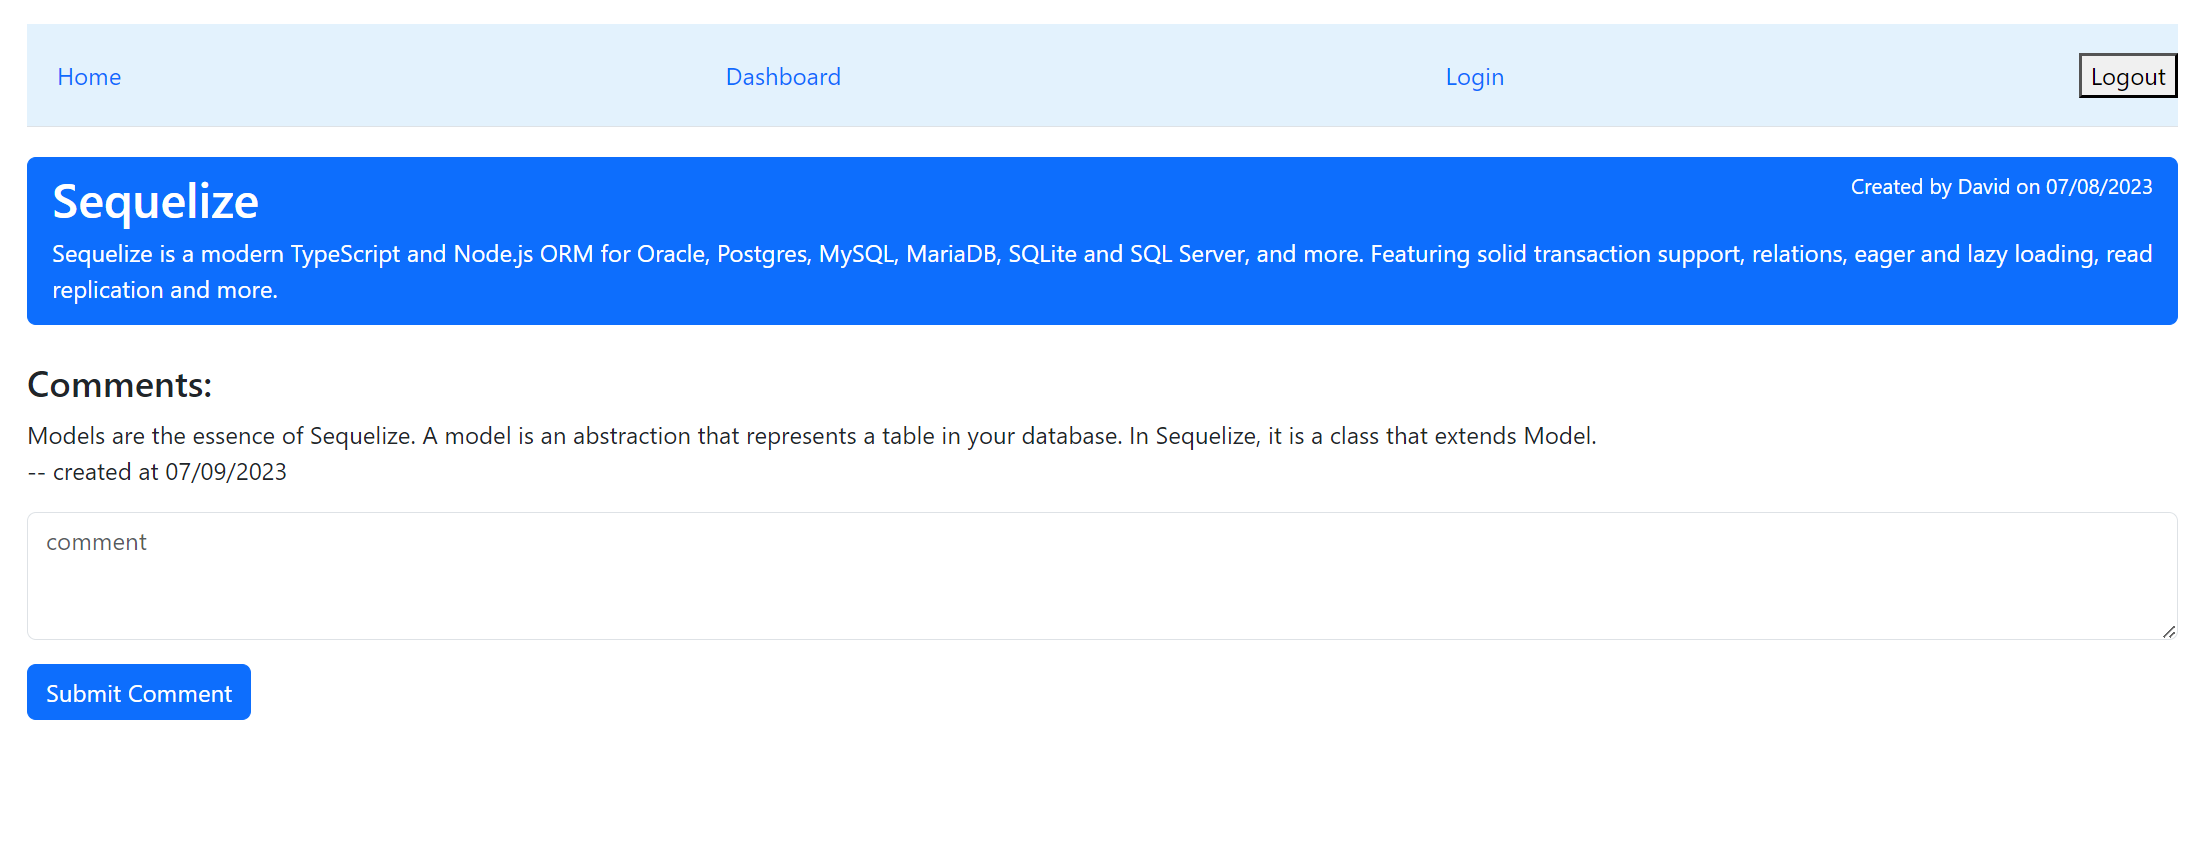 Home Dashboard Login Logout
Sequelize
Created by David on 07/08/2023
Sequelize is a modern TypeScript and Node.js ORM for Oracle, Postgres, MySQL, MariaDB, SQLite and SQL Server, and more. Featuring solid transaction support, relations, eager and lazy loading, read
replication and more.
Comments:
Models are the essence of Sequelize. A model is an abstraction that represents a table in your database. In Sequelize, it is a class that extends Model.
-- created at 07/09/2023
comment
Submit Comment